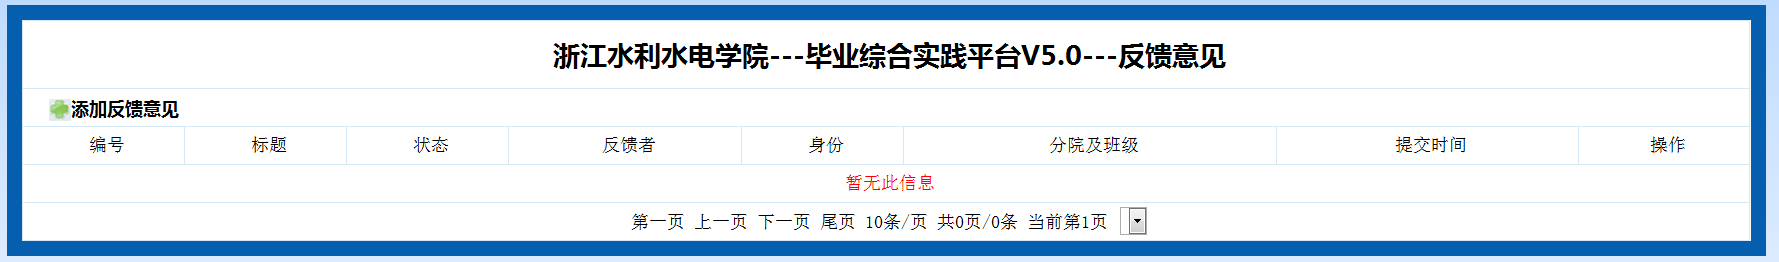 浙江水利水电学院---毕业综合实践平台V5.0---反馈意见
添加反馈意见
编号 标题 状态 反馈者 身份 分院及班级 提交时间 操作
暂无此信息
第一页 上一页 下一页 尾页 10条/页 共0页/0条 当前第1页